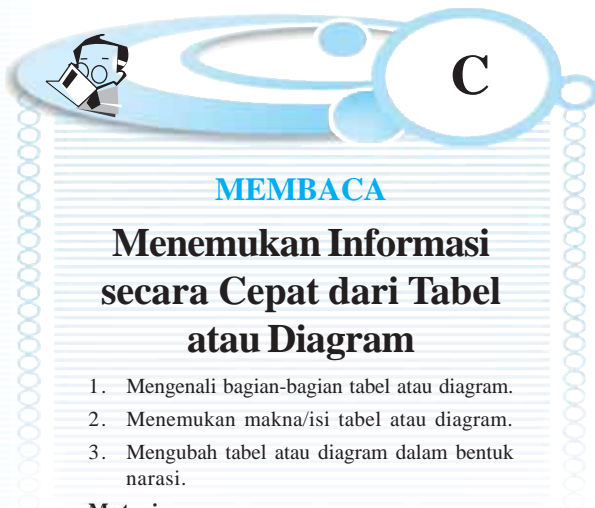 C
MEMBACA
Menemukan Informasi
secara Cepat dari Tabel
atau Diagram
1. Mengenali bagian-bagian tabel atau diagram.
2. Menemukan makna/isi tabel atau diagram.
3. Mengubah tabel atau diagram dalam bentuk
narasi.